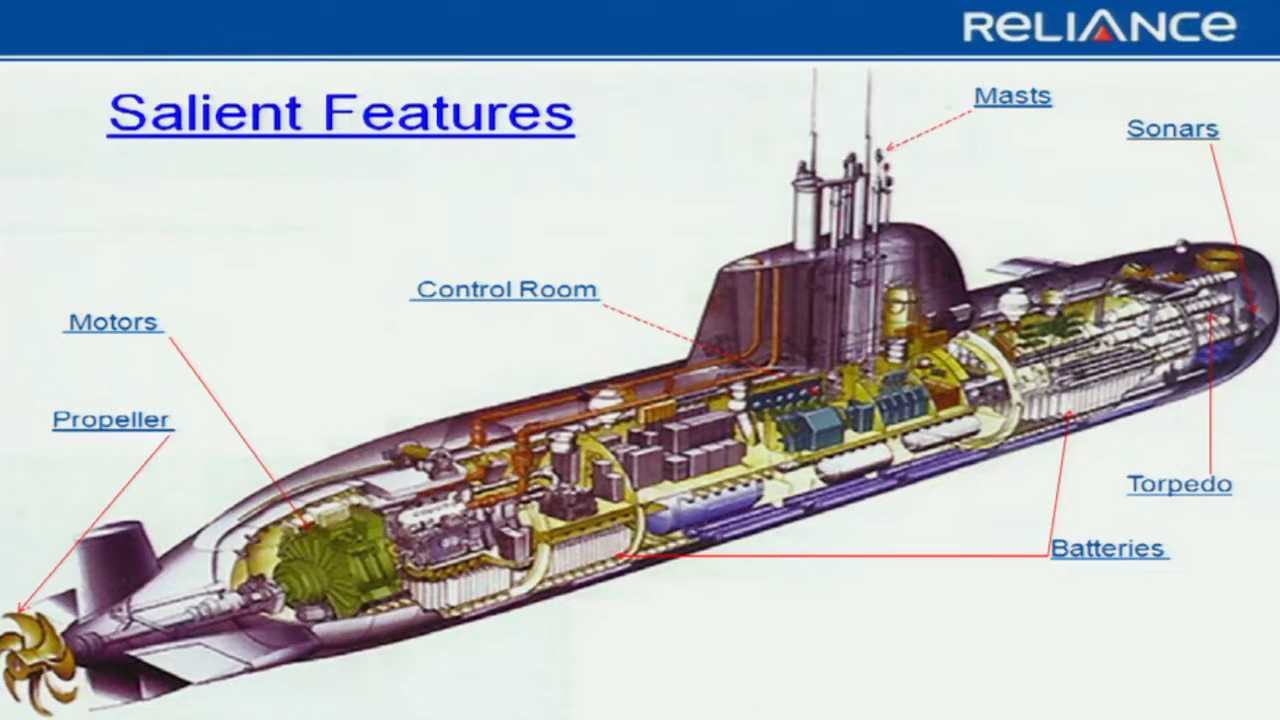 RELIANCE
Salient Features
Masts
Sonars
Control Room
Motors
Propeller
Torpedo
Batteries